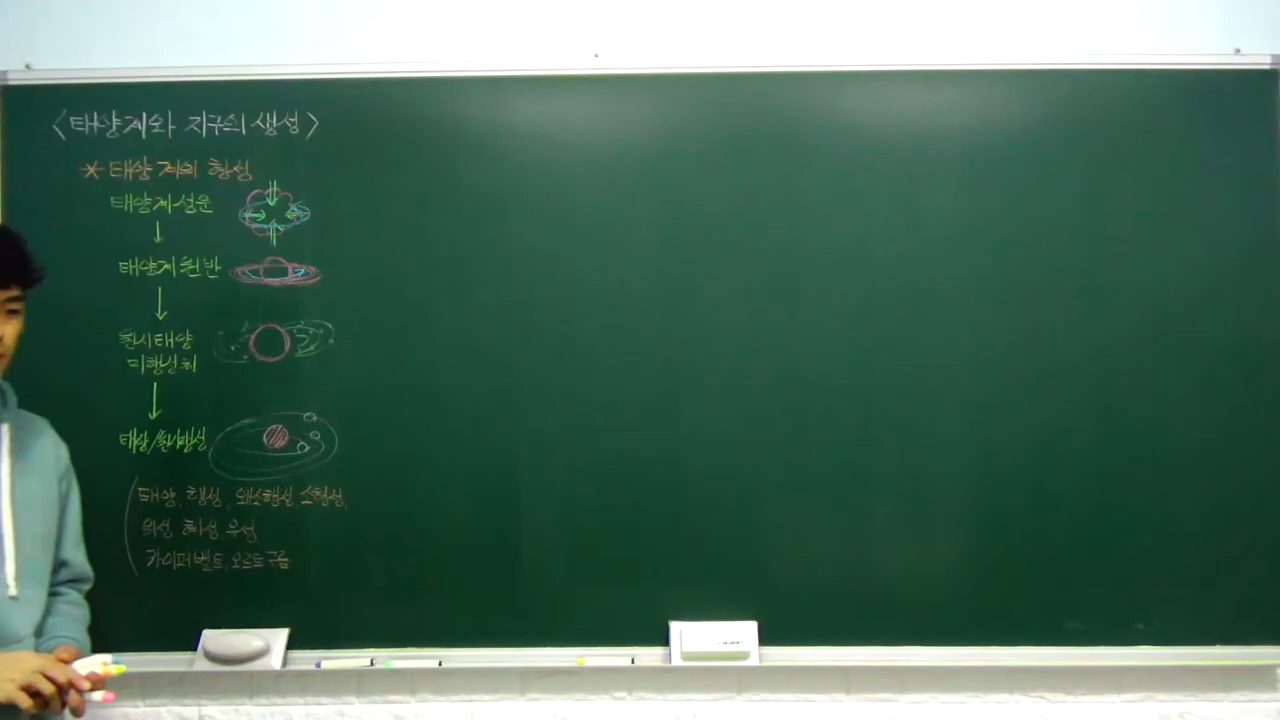 <태양계와 지구의 생성>
* 태양계의 형성
태양계 성운
태양계 원반
원시태양
미행성체
태양/원시행성
태양, 행성, 왜소행성, 소행성,
위성, 혜성, 유성
카이퍼벨트, 오르트구름